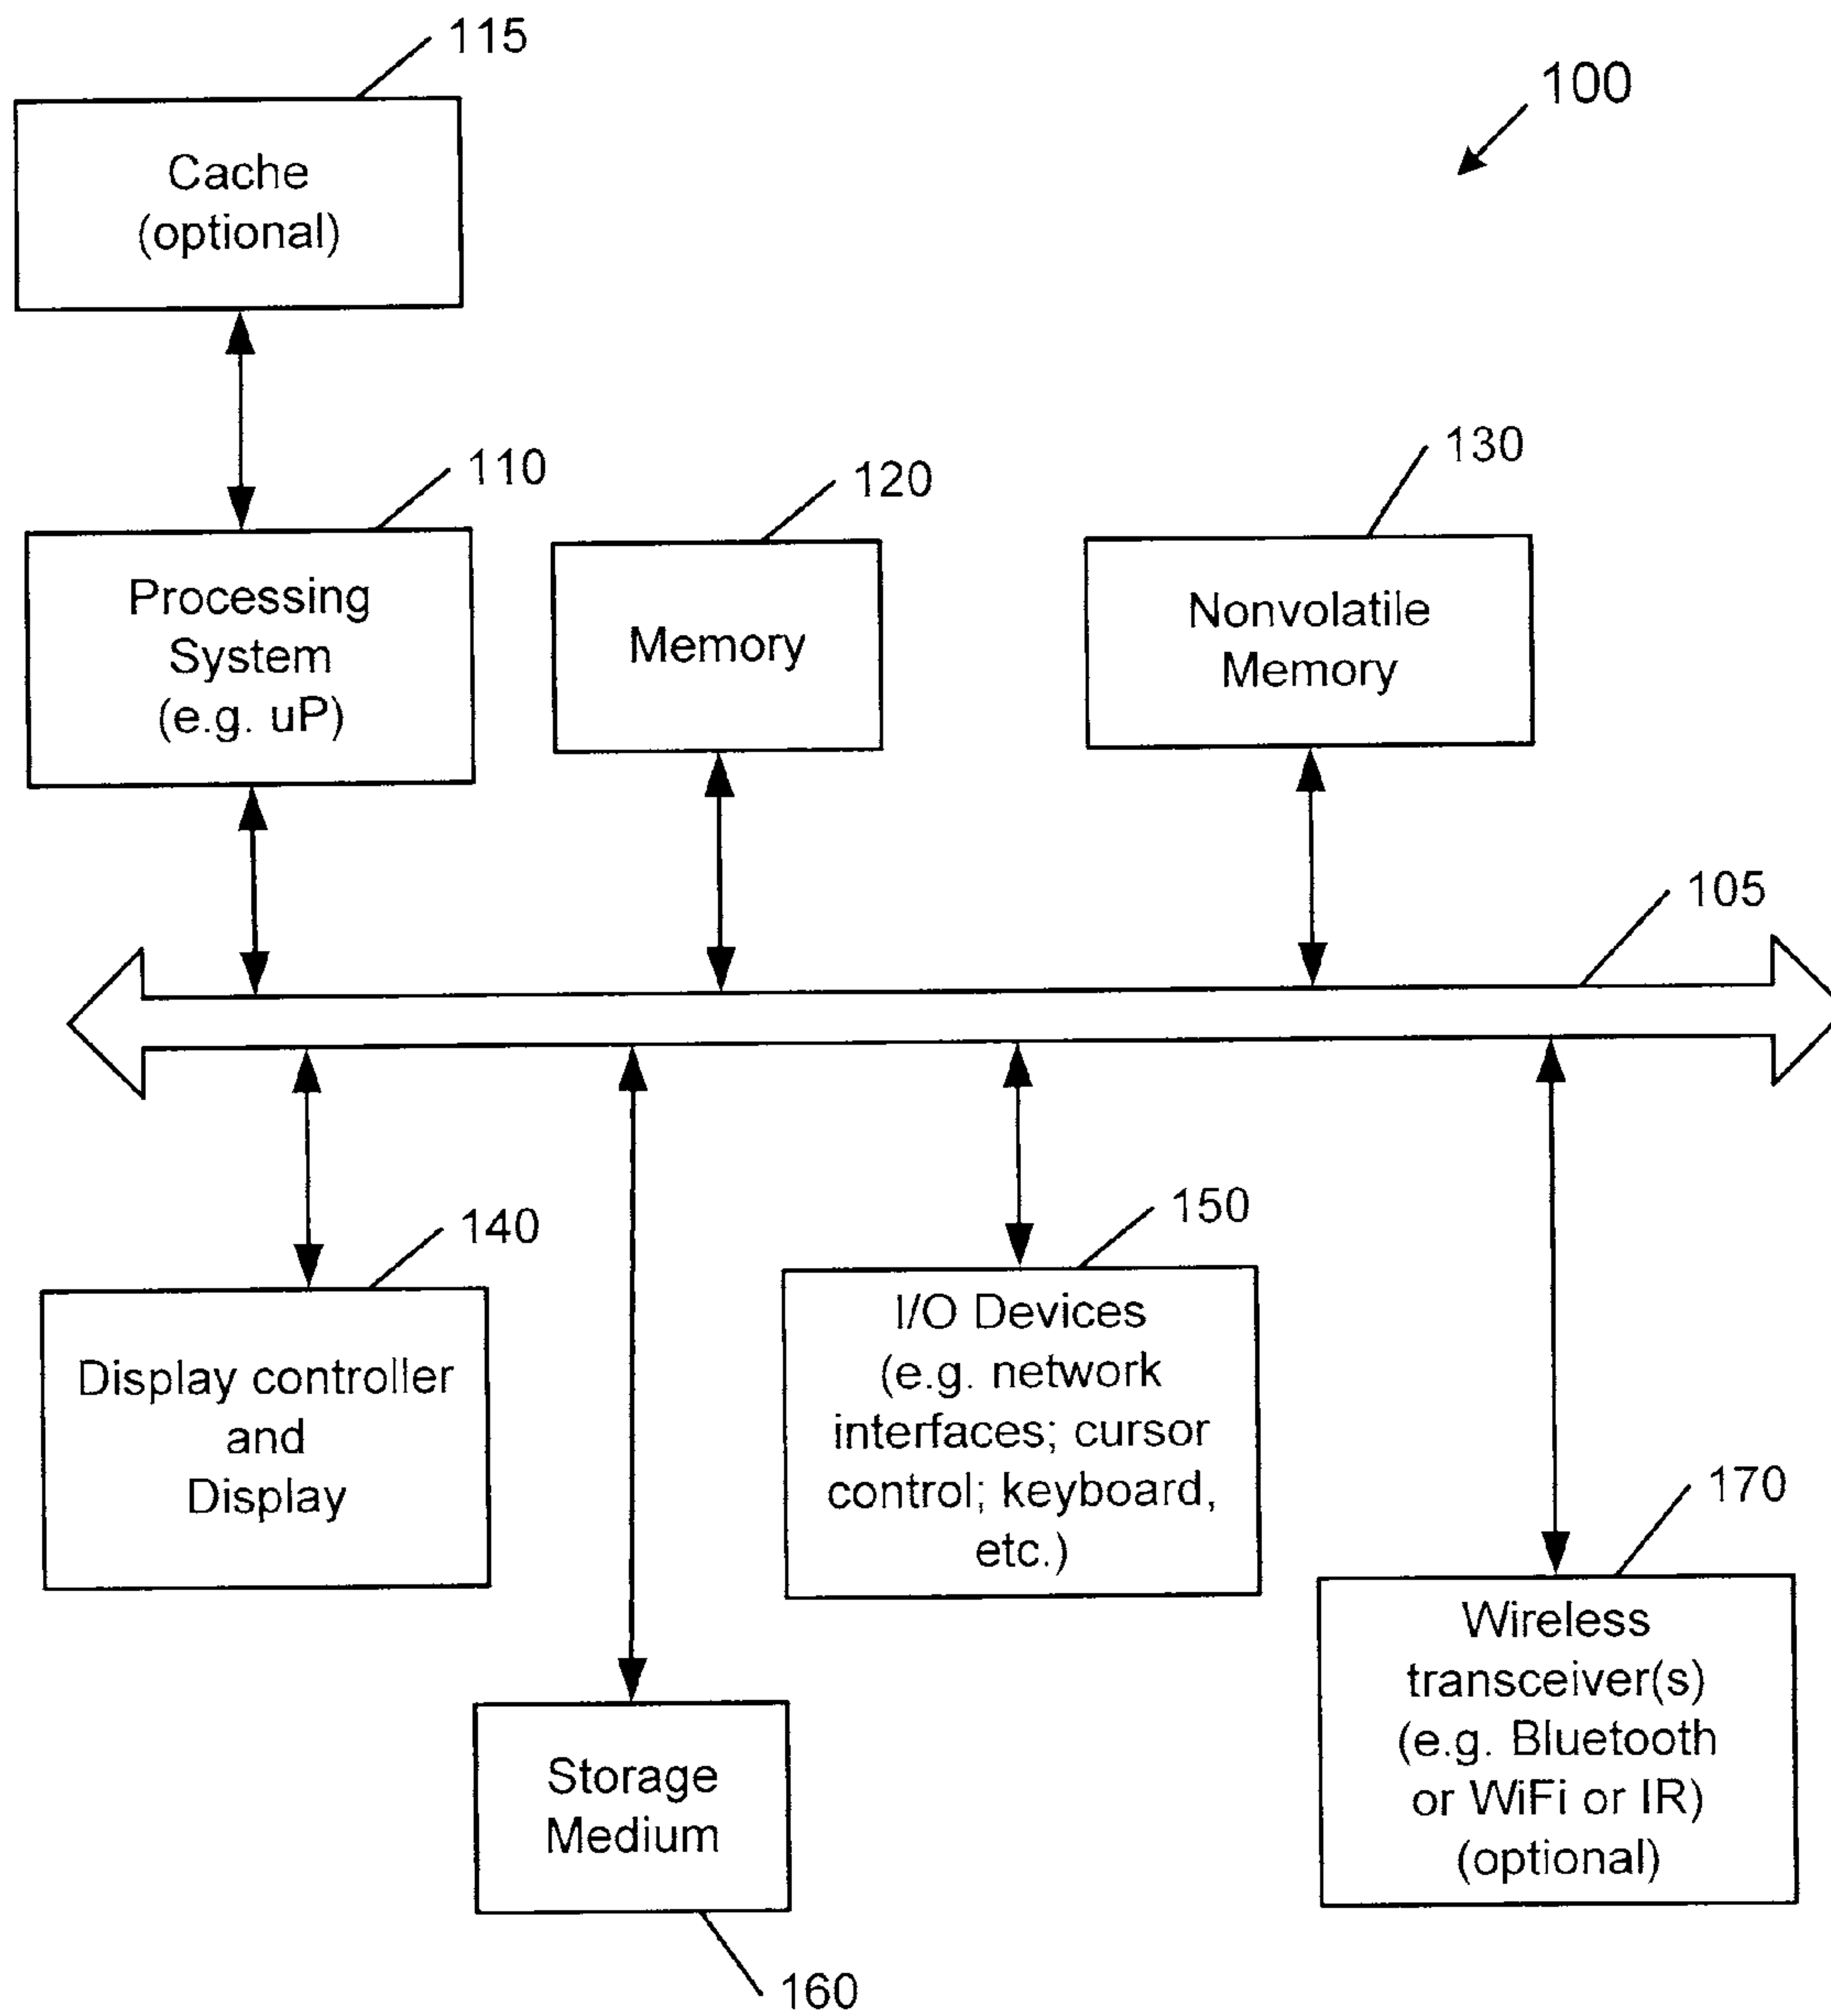 115
100
Cache
(optional)
110
120
130
Processing
System
(e.g. uP)
Memory
Nonvolatile
Memory
105
140
150
Display controller
and
Display
I/O Devices
(e.g. network
interfaces; cursor
control; keyboard,
etc.)
170
Wireless
transceiver(s)
(e.g. Bluetooth
or WiFi or IR)
(optional)
Storage
Medium
160